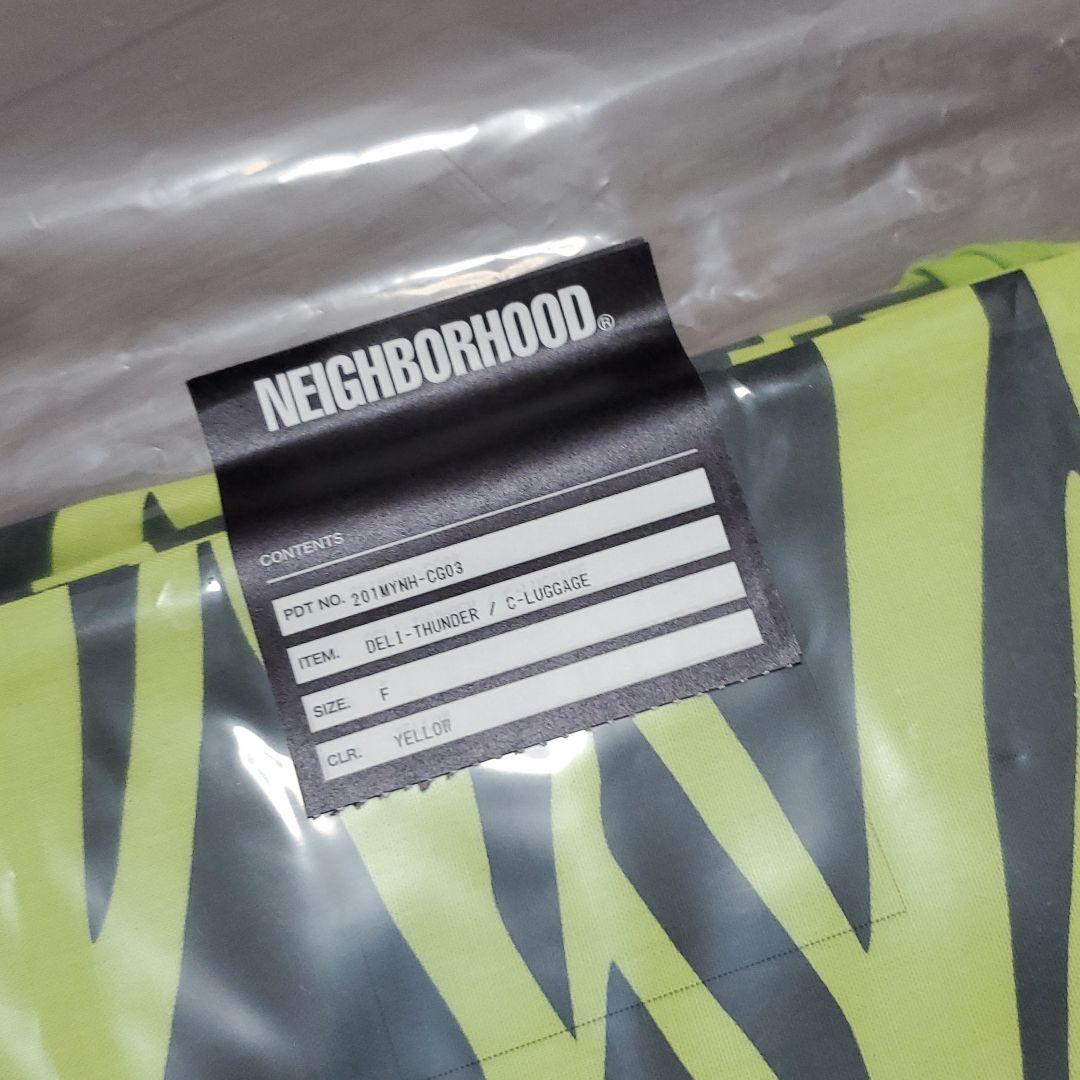 NEIGHBORHOOD®
CONTENTS
PDT NO. 201MYNH-CG03
ITEM. DELI-THUNDER / C-LUGGAGE
SIZE. F
CLR. YELLOW